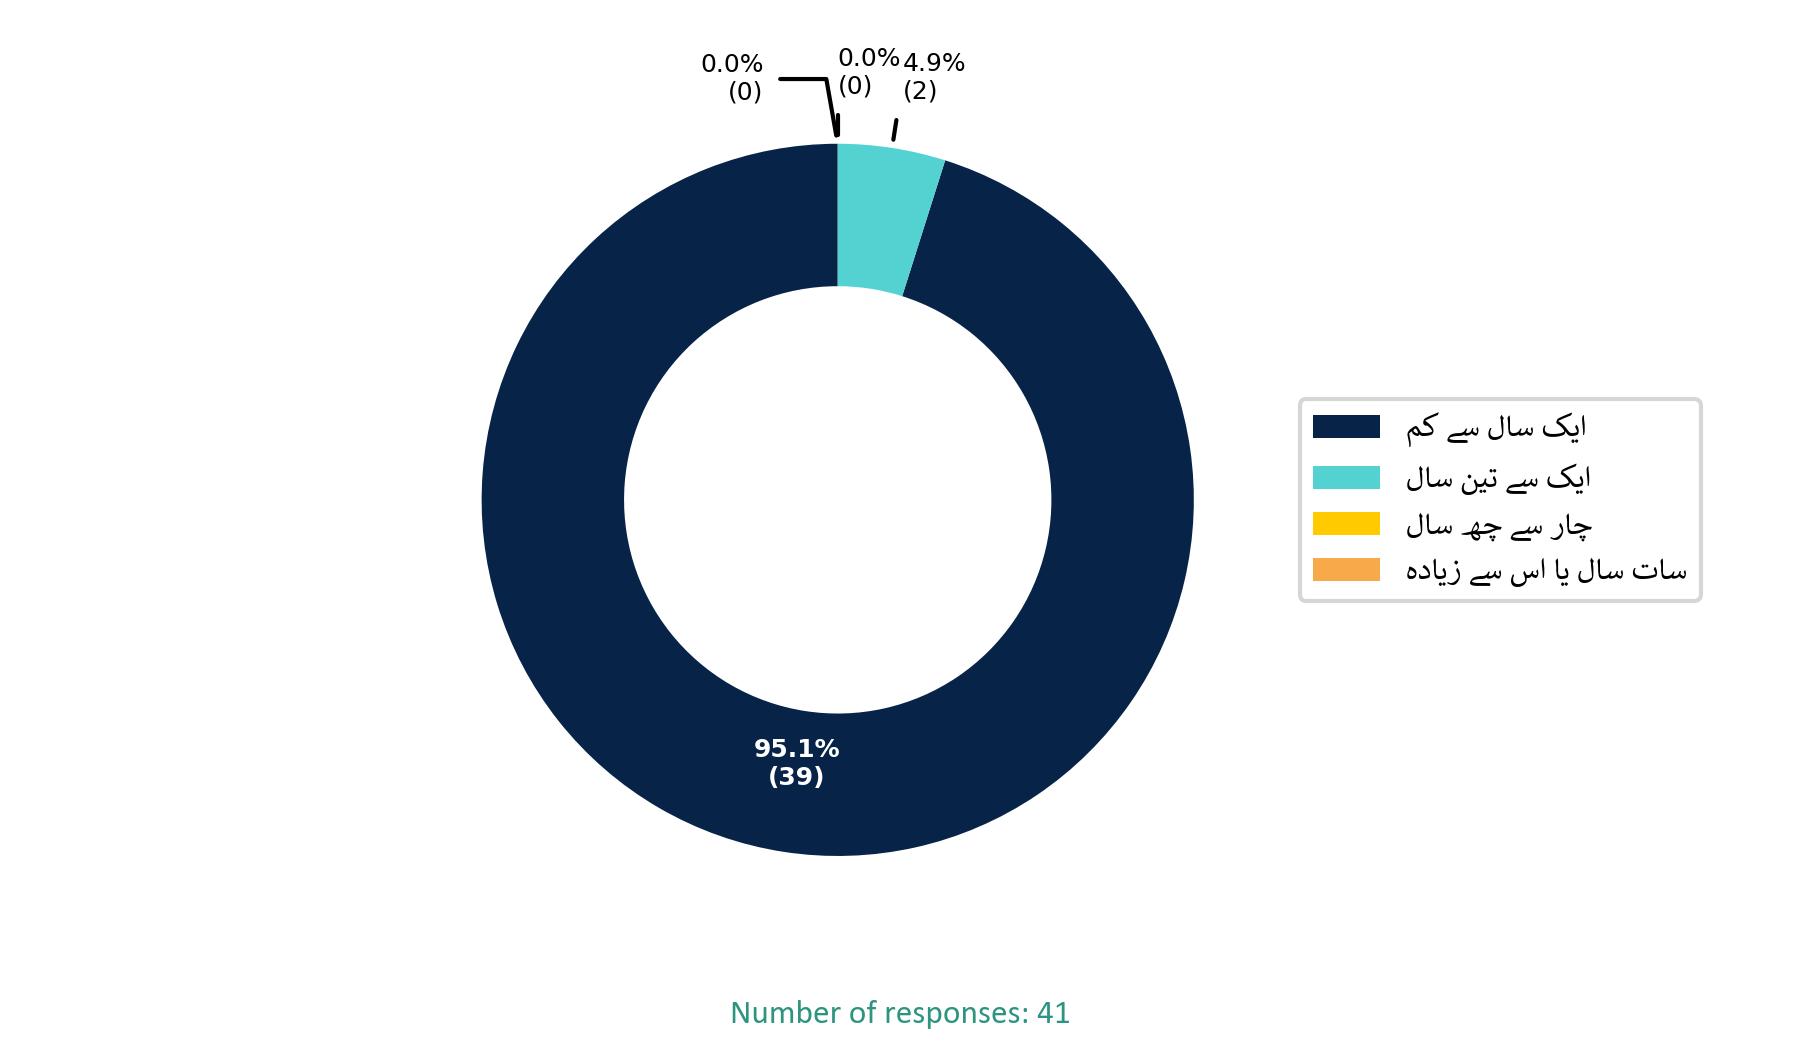 0.0%
(0)
0.0%
(0)
4.9%
(2)
95.1%
(39)
ایک سال سے کم
ایک سے تین سال
چار سے چھ سال
سات سال یا اس سے زیادہ
Number of responses: 41